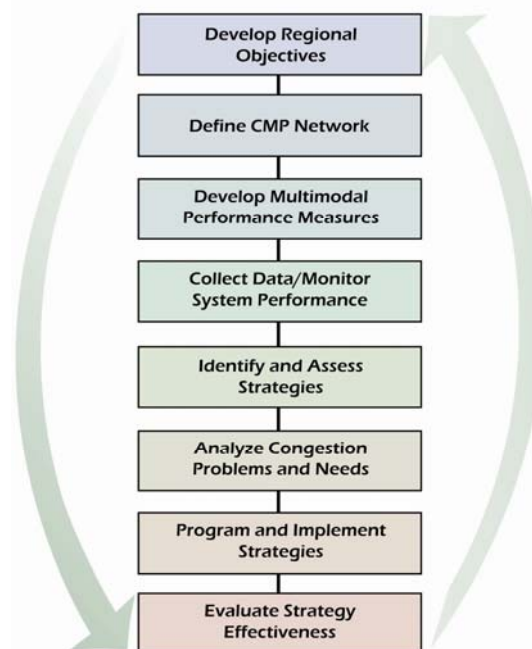 Develop Regional
Objectives
Define CMP Network
Develop Multimodal
Performance Measures
Collect Data/Monitor
System Performance
Identify and Assess
Strategies
Analyze Congestion
Problems and Needs
Program and Implement
Strategies
Evaluate Strategy
Effectiveness